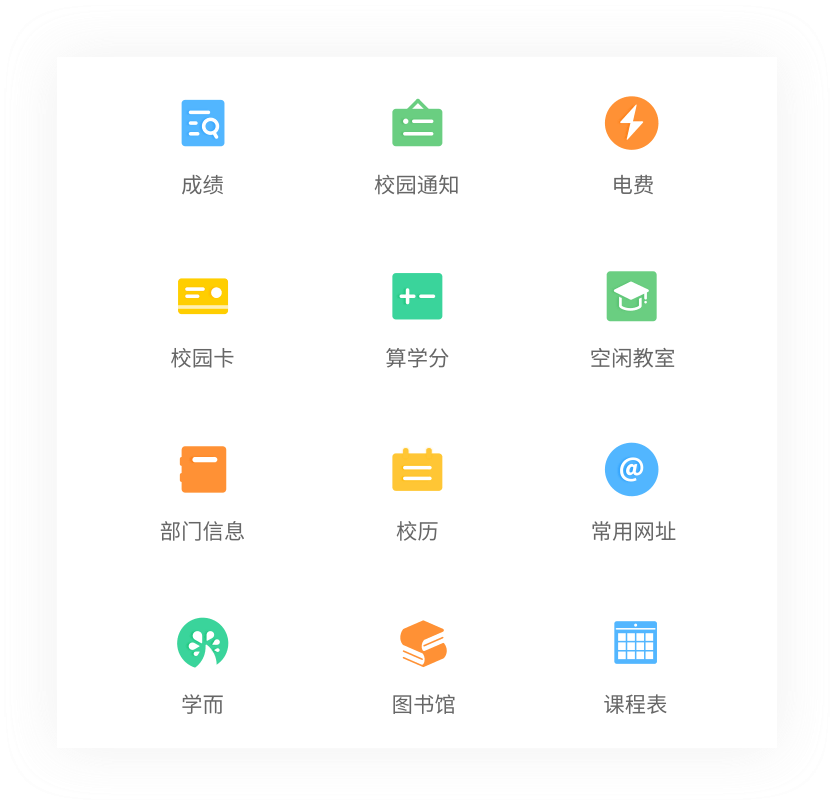 成绩
校园通知
电费
校园卡
算学分
空闲教室
部门信息
校历
@
常用网址
学而
图书馆
课程表